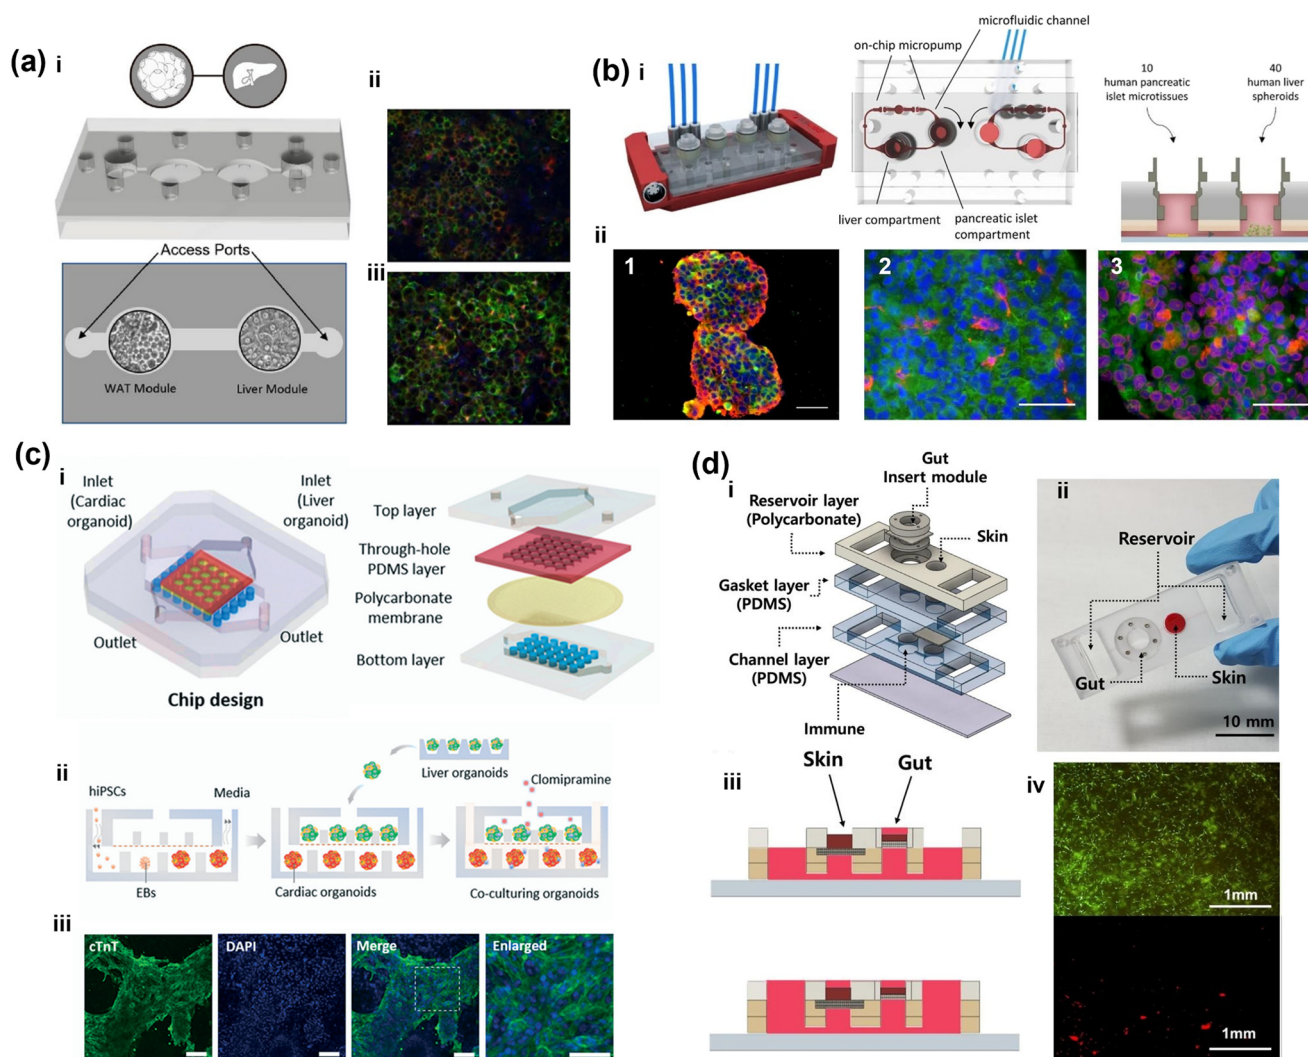 (a) i
ii
iii
Access Ports
WAT Module
Liver Module
(b) i
on-chip micropump
microfluidic channel
liver compartment
pancreatic islet
compartment
10
human pancreatic
islet microtissues
40
human liver
spheroids
ii
1
2
3
(c)
i
Inlet
(Cardiac
organoid)
Inlet
(Liver
organoid)
Outlet
Outlet
Chip design
Top layer
Through-hole
PDMS layer
Polycarbonate
membrane
Bottom layer
ii
hiPSCs
Media
EBs
Liver organoids
Cardiac organoids
Clomipramine
Co-culturing organoids
iii
cTnT
DAPI
Merge
Enlarged
(d)
i
Gut
Insert module
Reservoir layer
(Polycarbonate)
Skin
Gasket layer
(PDMS)
Channel layer
(PDMS)
Immune
ii
Reservoir
Gut
Skin
10 mm
iii
Skin
Gut
iv
1mm
1mm